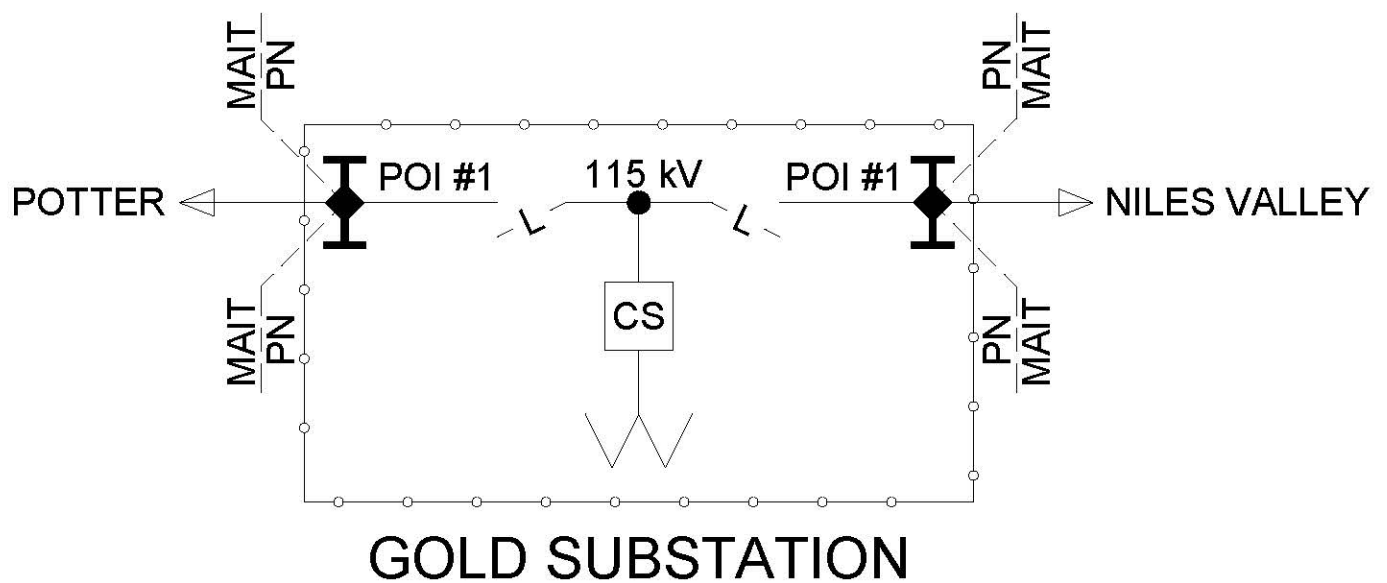 MAIT
PN
PN
MAIT
POTTER
POI #1
115 kV
POI #1
NILES VALLEY
L
L
MAIT
PN
CS
PN
MAIT
GOLD SUBSTATION